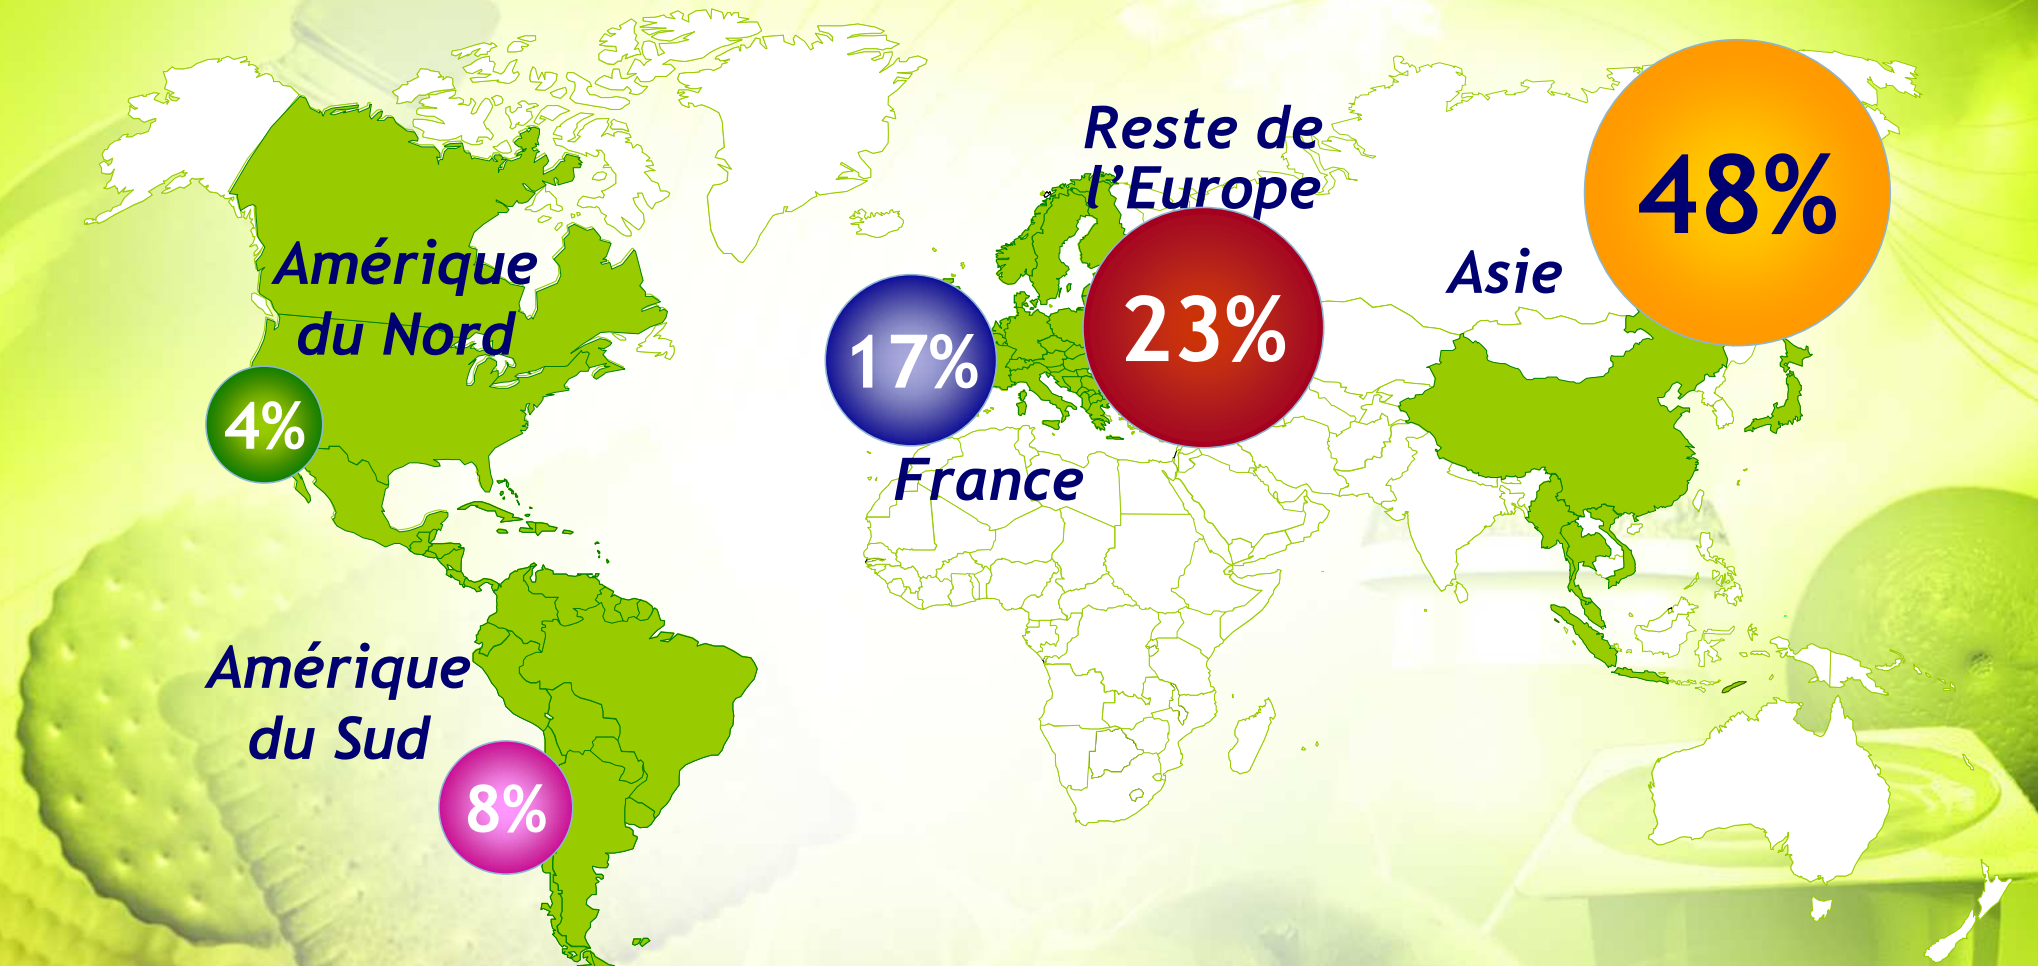 Amérique
du Nord
4%
Amérique
du Sud
8%
17%
France
Reste de
l’Europe
23%
Asie
48%